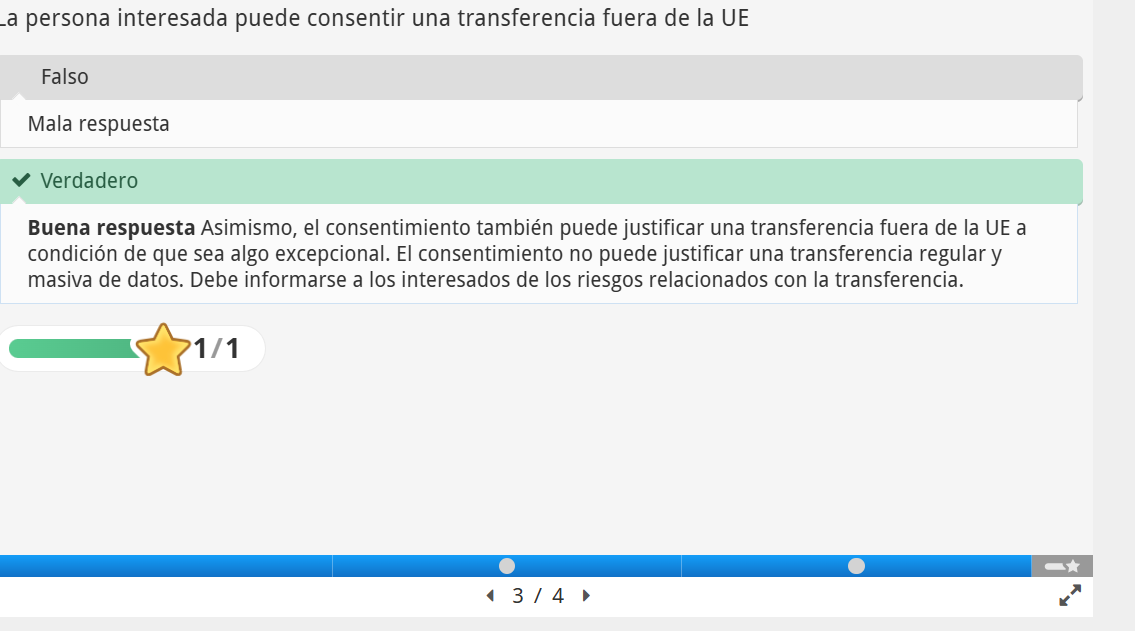 La persona interesada puede consentir una transferencia fuera de la UE
Falso
Mala respuesta
Verdadero
Buena respuesta Asimismo, el consentimiento también puede justificar una transferencia fuera de la UE a
condición de que sea algo excepcional. El consentimiento no puede justificar una transferencia regular y
masiva de datos. Debe informarse a los interesados de los riesgos relacionados con la transferencia.
1/1
3 / 4